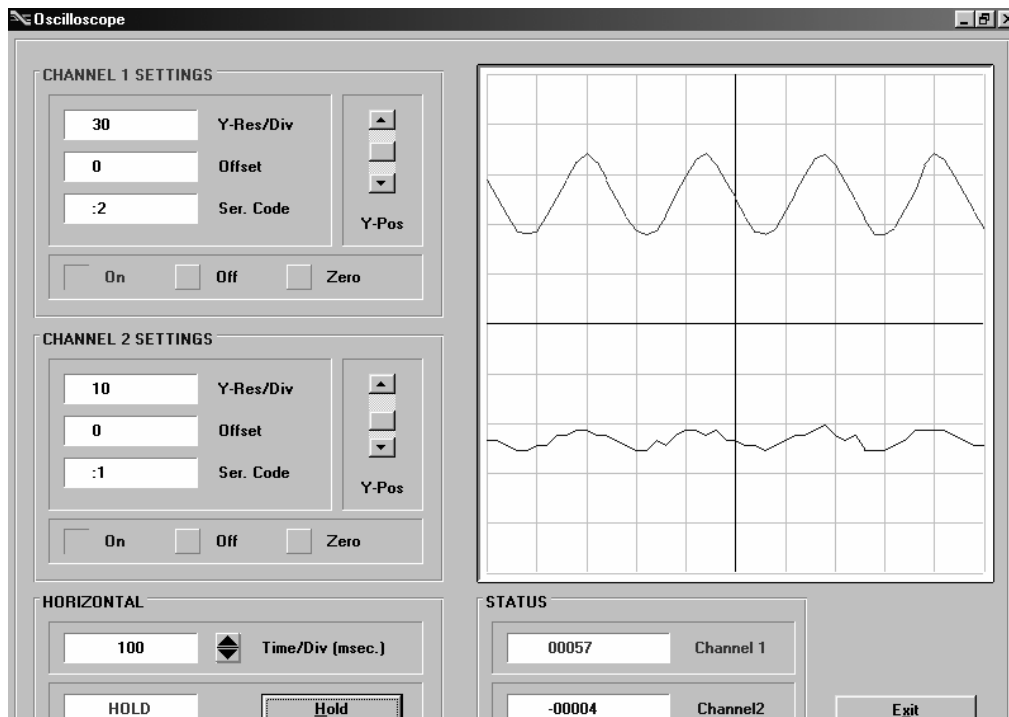 Oscilloscope
CHANNEL 1 SETTINGS
30 Y-Res/Div
0 Offset
:2 Ser. Code
Y-Pos
On Off Zero
CHANNEL 2 SETTINGS
10 Y-Res/Div
0 Offset
:1 Ser. Code
Y-Pos
On Off Zero
HORIZONTAL
100 Time/Div (msec.)
HOLD Hold
STATUS
00057 Channel 1
-00004 Channel2
Exit